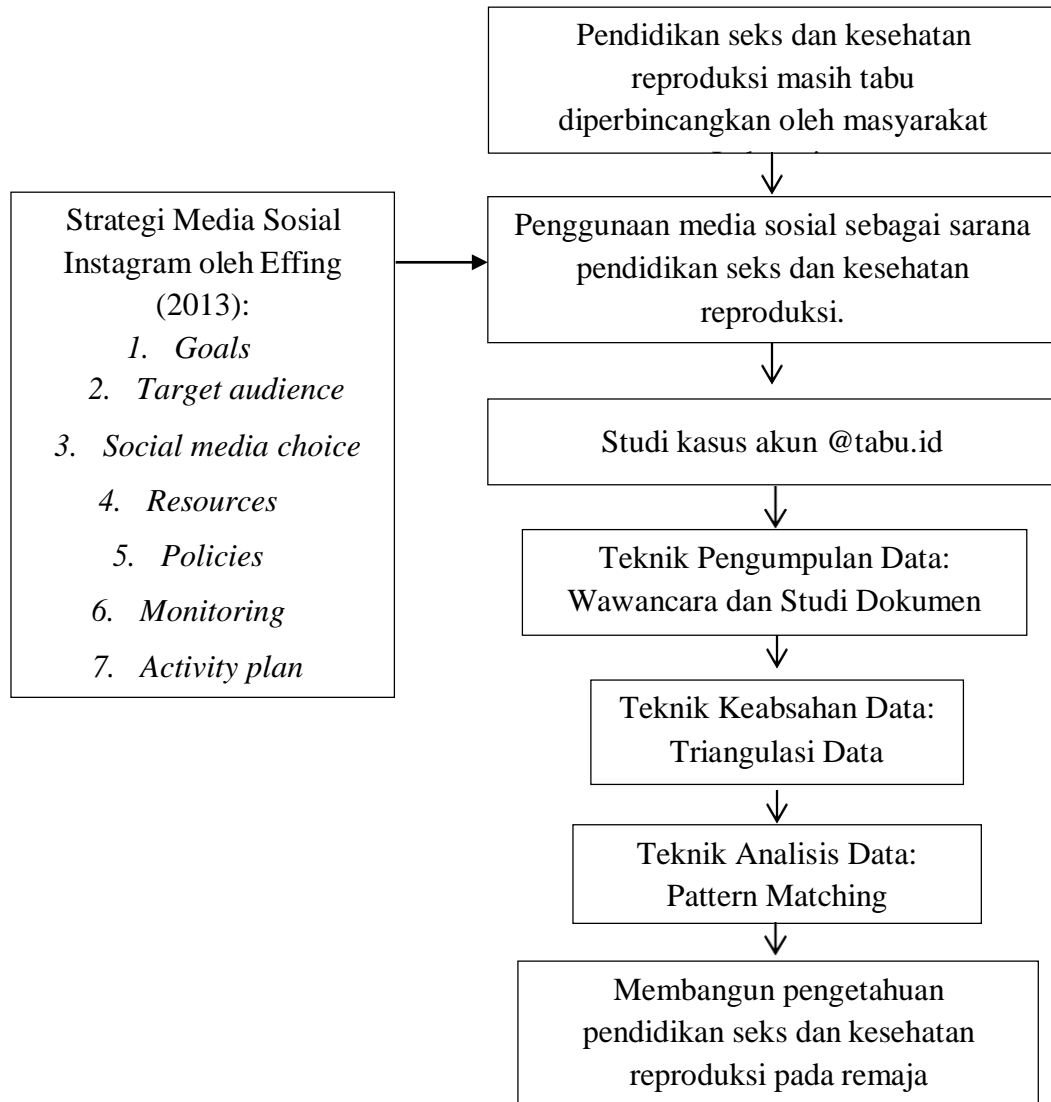 Pendidikan seks dan kesehatan
reproduksi masih tabu
diperbincangkan oleh masyarakat
Strategi Media Sosial
Instagram oleh Effing
(2013):
1. Goals
2. Target audience
3. Social media choice
4. Resources
5. Policies
6. Monitoring
7. Activity plan
Penggunaan media sosial sebagai sarana
pendidikan seks dan kesehatan
reproduksi.
Studi kasus akun @tabu.id
Teknik Pengumpulan Data:
Wawancara dan Studi Dokumen
Teknik Keabsahan Data:
Triangulasi Data
Teknik Analisis Data:
Pattern Matching
Membangun pengetahuan
pendidikan seks dan kesehatan
reproduksi pada remaja